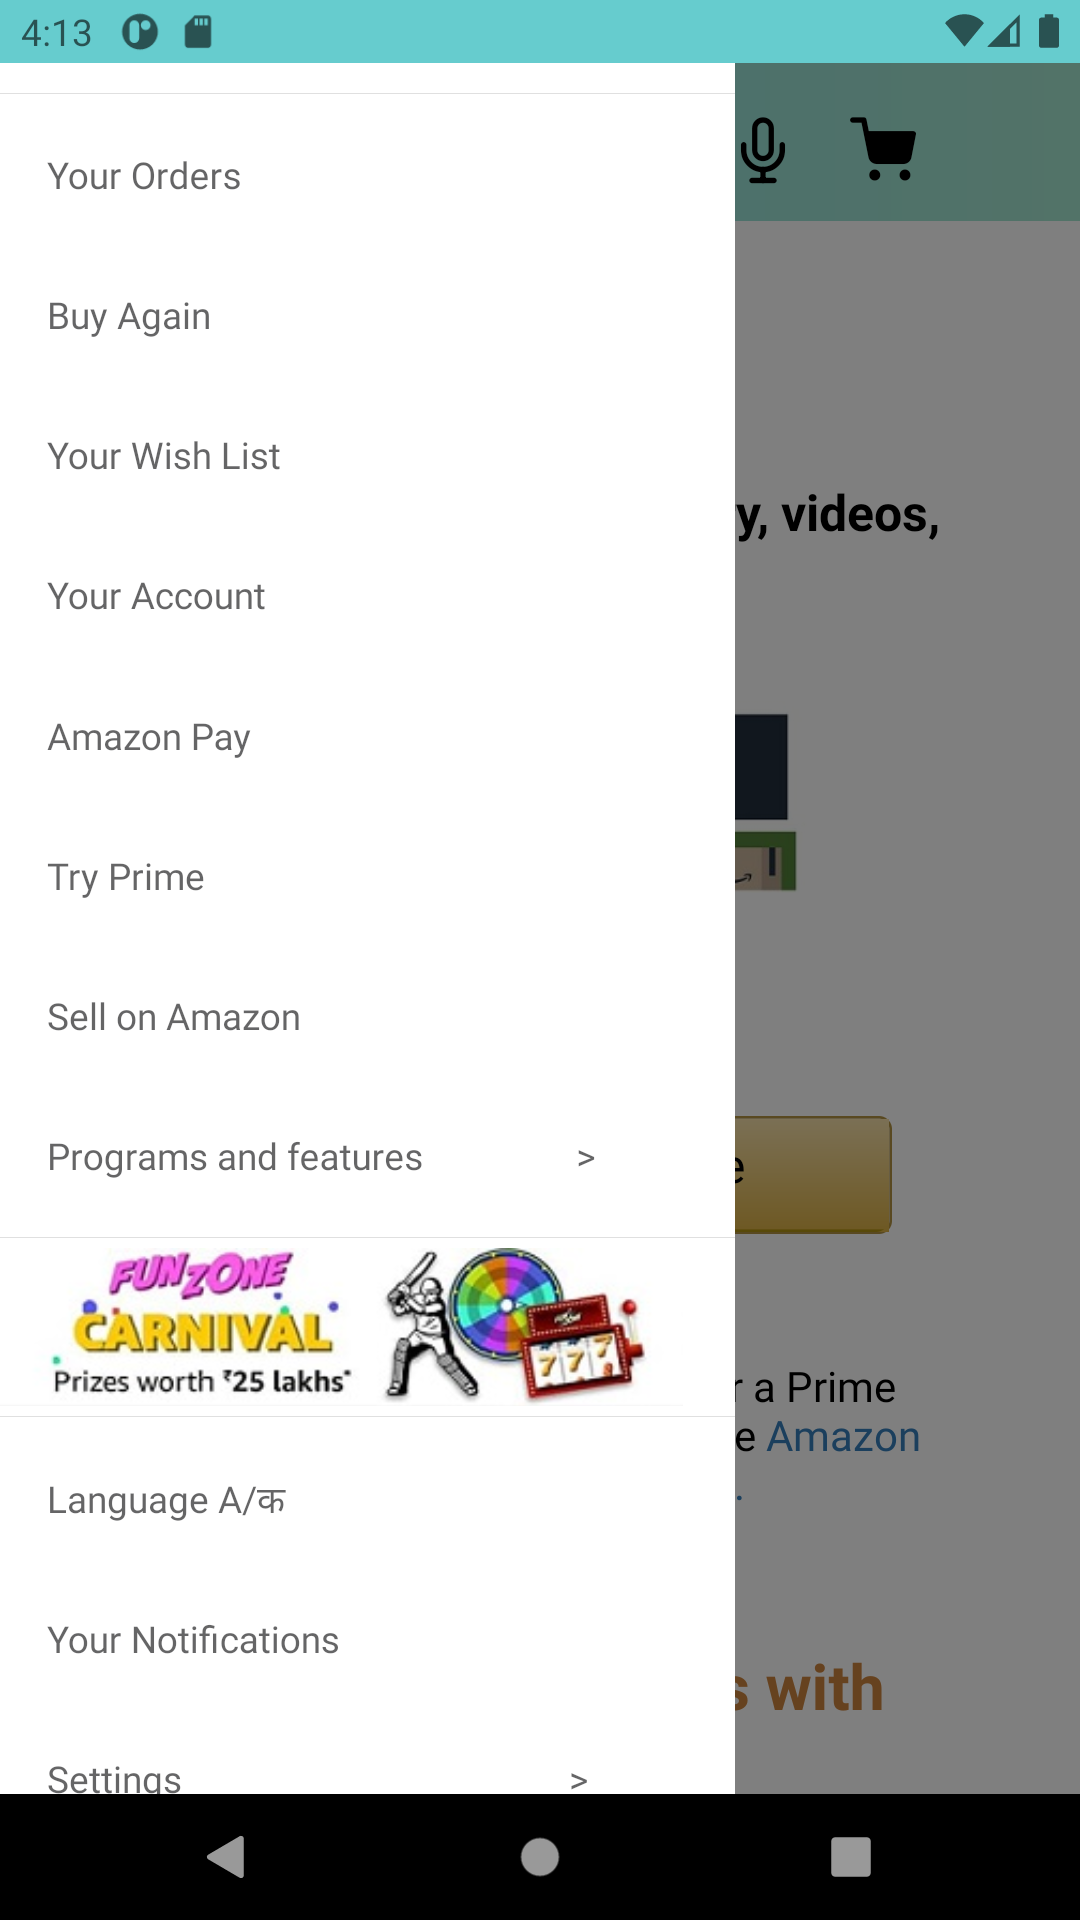 4:13
Your Orders
Buy Again
Your Wish List
y, videos,
Your Account
Amazon Pay
Try Prime
Sell on Amazon
Programs and features >
e
FUNZONE
CARNIVAL
Prizes worth ₹25 lakhs*
777
r a Prime
e Amazon
.
Language A/क
Your Notifications
s with
Settings >